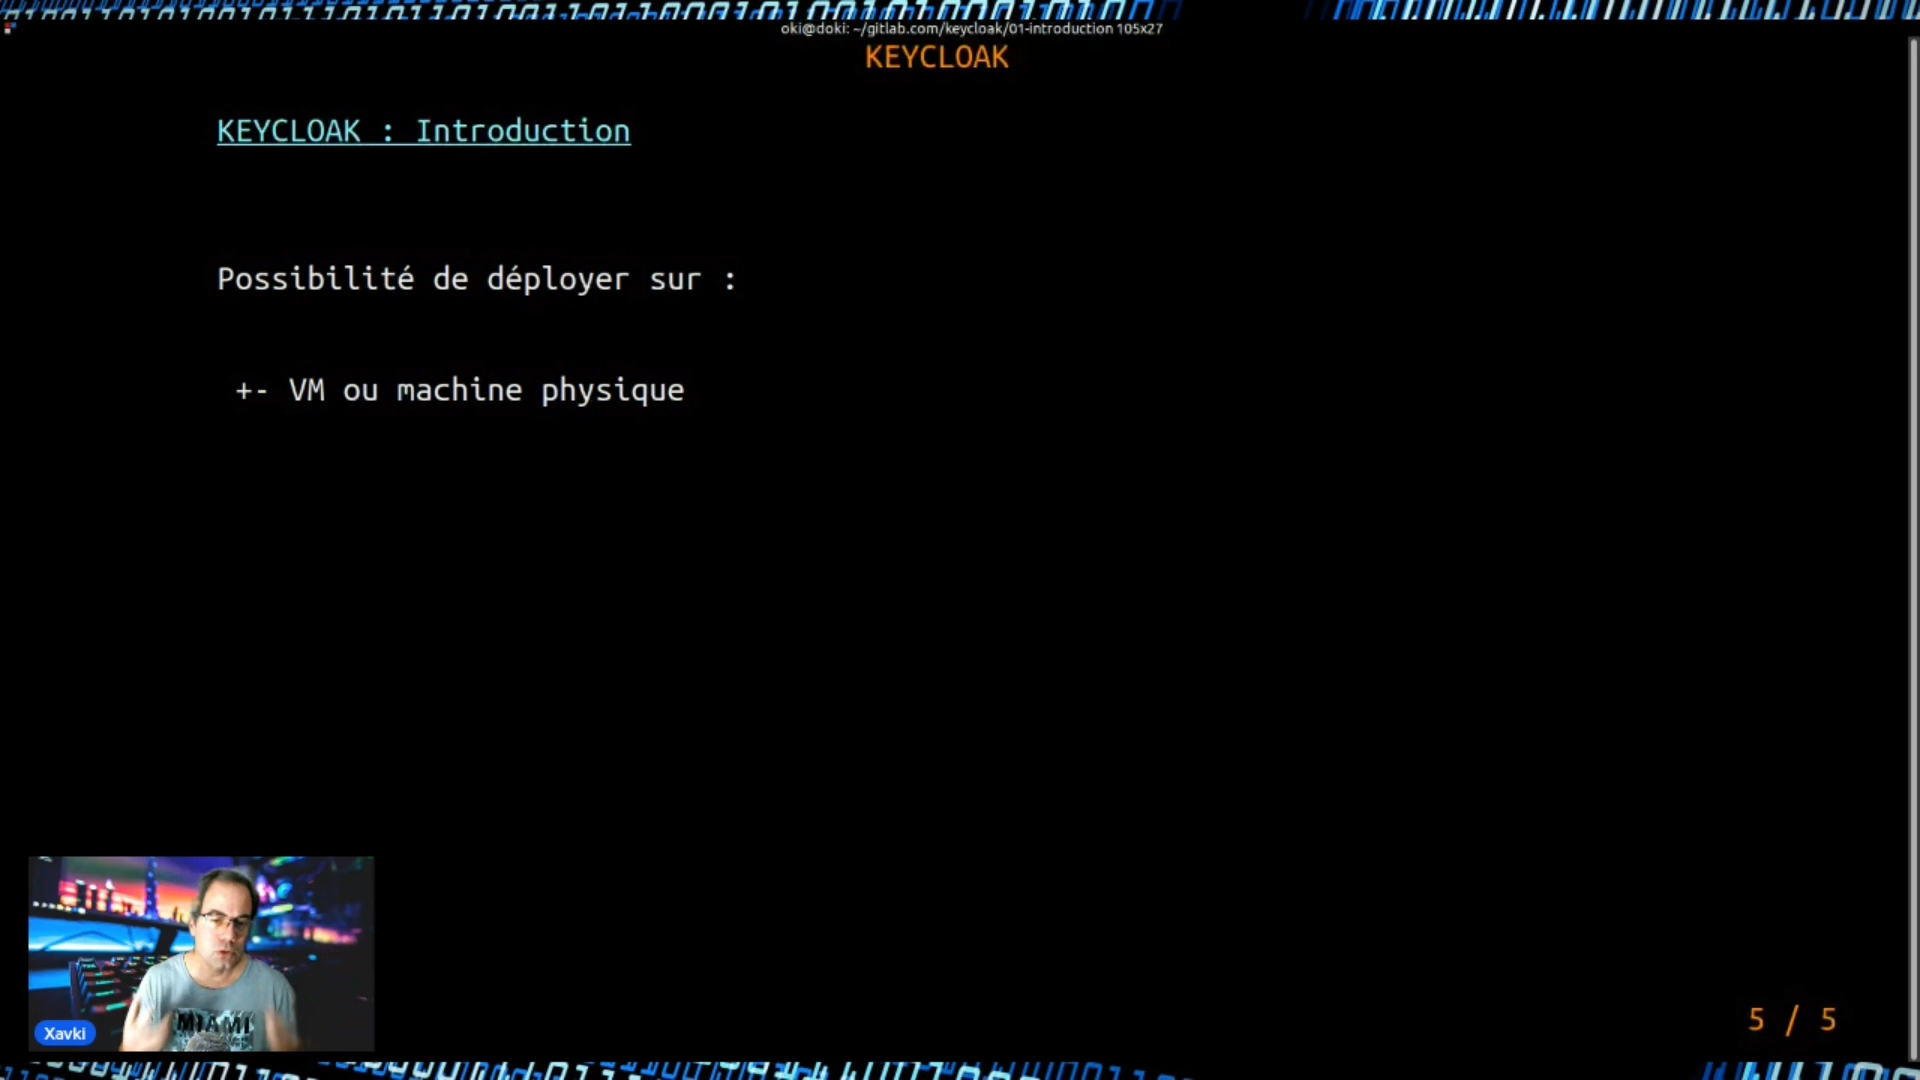 oki@doki: ~/gitlab.com/keycloak/01-introduction 105x27
KEYCLOAK
KEYCLOAK : Introduction
Possibilité de déployer sur :
+- VM ou machine physique
MIAMI
Xavki
5 / 5